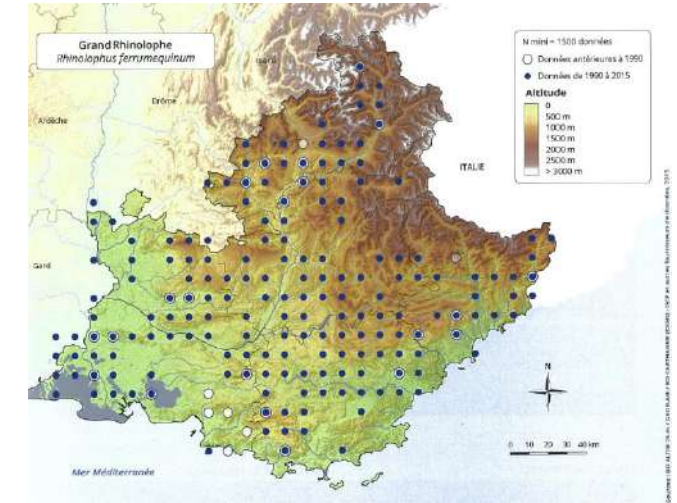 Grand Rhinolophe
Rhinolophus ferrumequinum
N mini = 1500 données
Données antérieures à 1990
Données de 1990 à 2015
Altitude
0
500 m
1000 m
1500 m
2000 m
2500 m
> 3000 m
Isère
Drôme
Ardèche
ITALIE
Gard
N
0 10 20 30 40 km
Mer Méditerranée